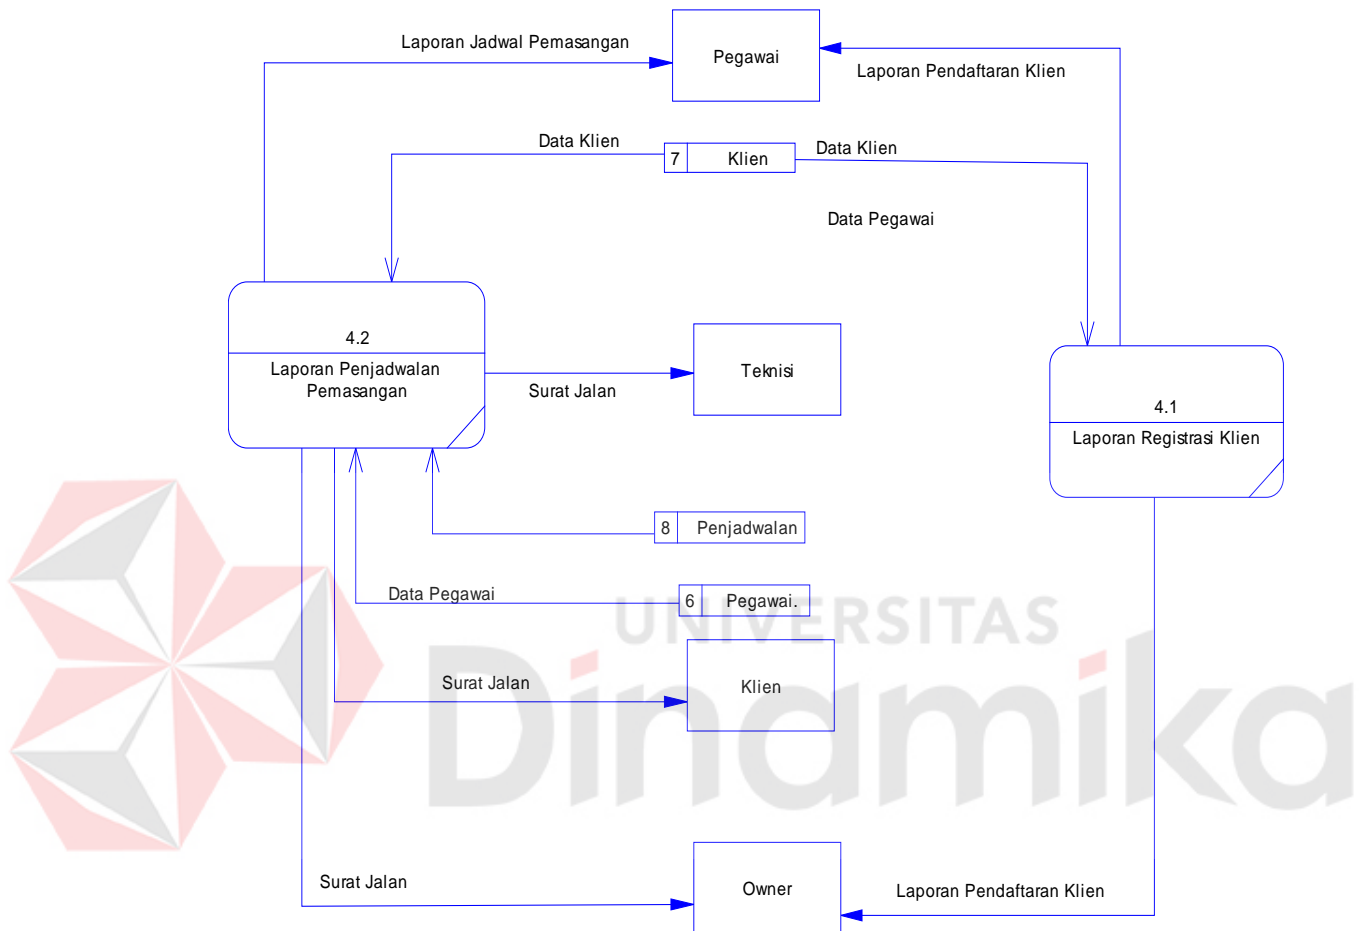 Laporan Jadwal Pemasangan
Pegawai
Laporan Pendaftaran Klien
Data Klien
7 Klien
Data Klien
Data Pegawai
4.2
Laporan Penjadwalan
Pemasangan
Surat Jalan
Teknisi
4.1
Laporan Registrasi Klien
8 Penjadwalan
Data Pegawai
6 Pegawai.
UNIVERSITAS
Dinamika
Surat Jalan
Klien
Surat Jalan
Owner
Laporan Pendaftaran Klien